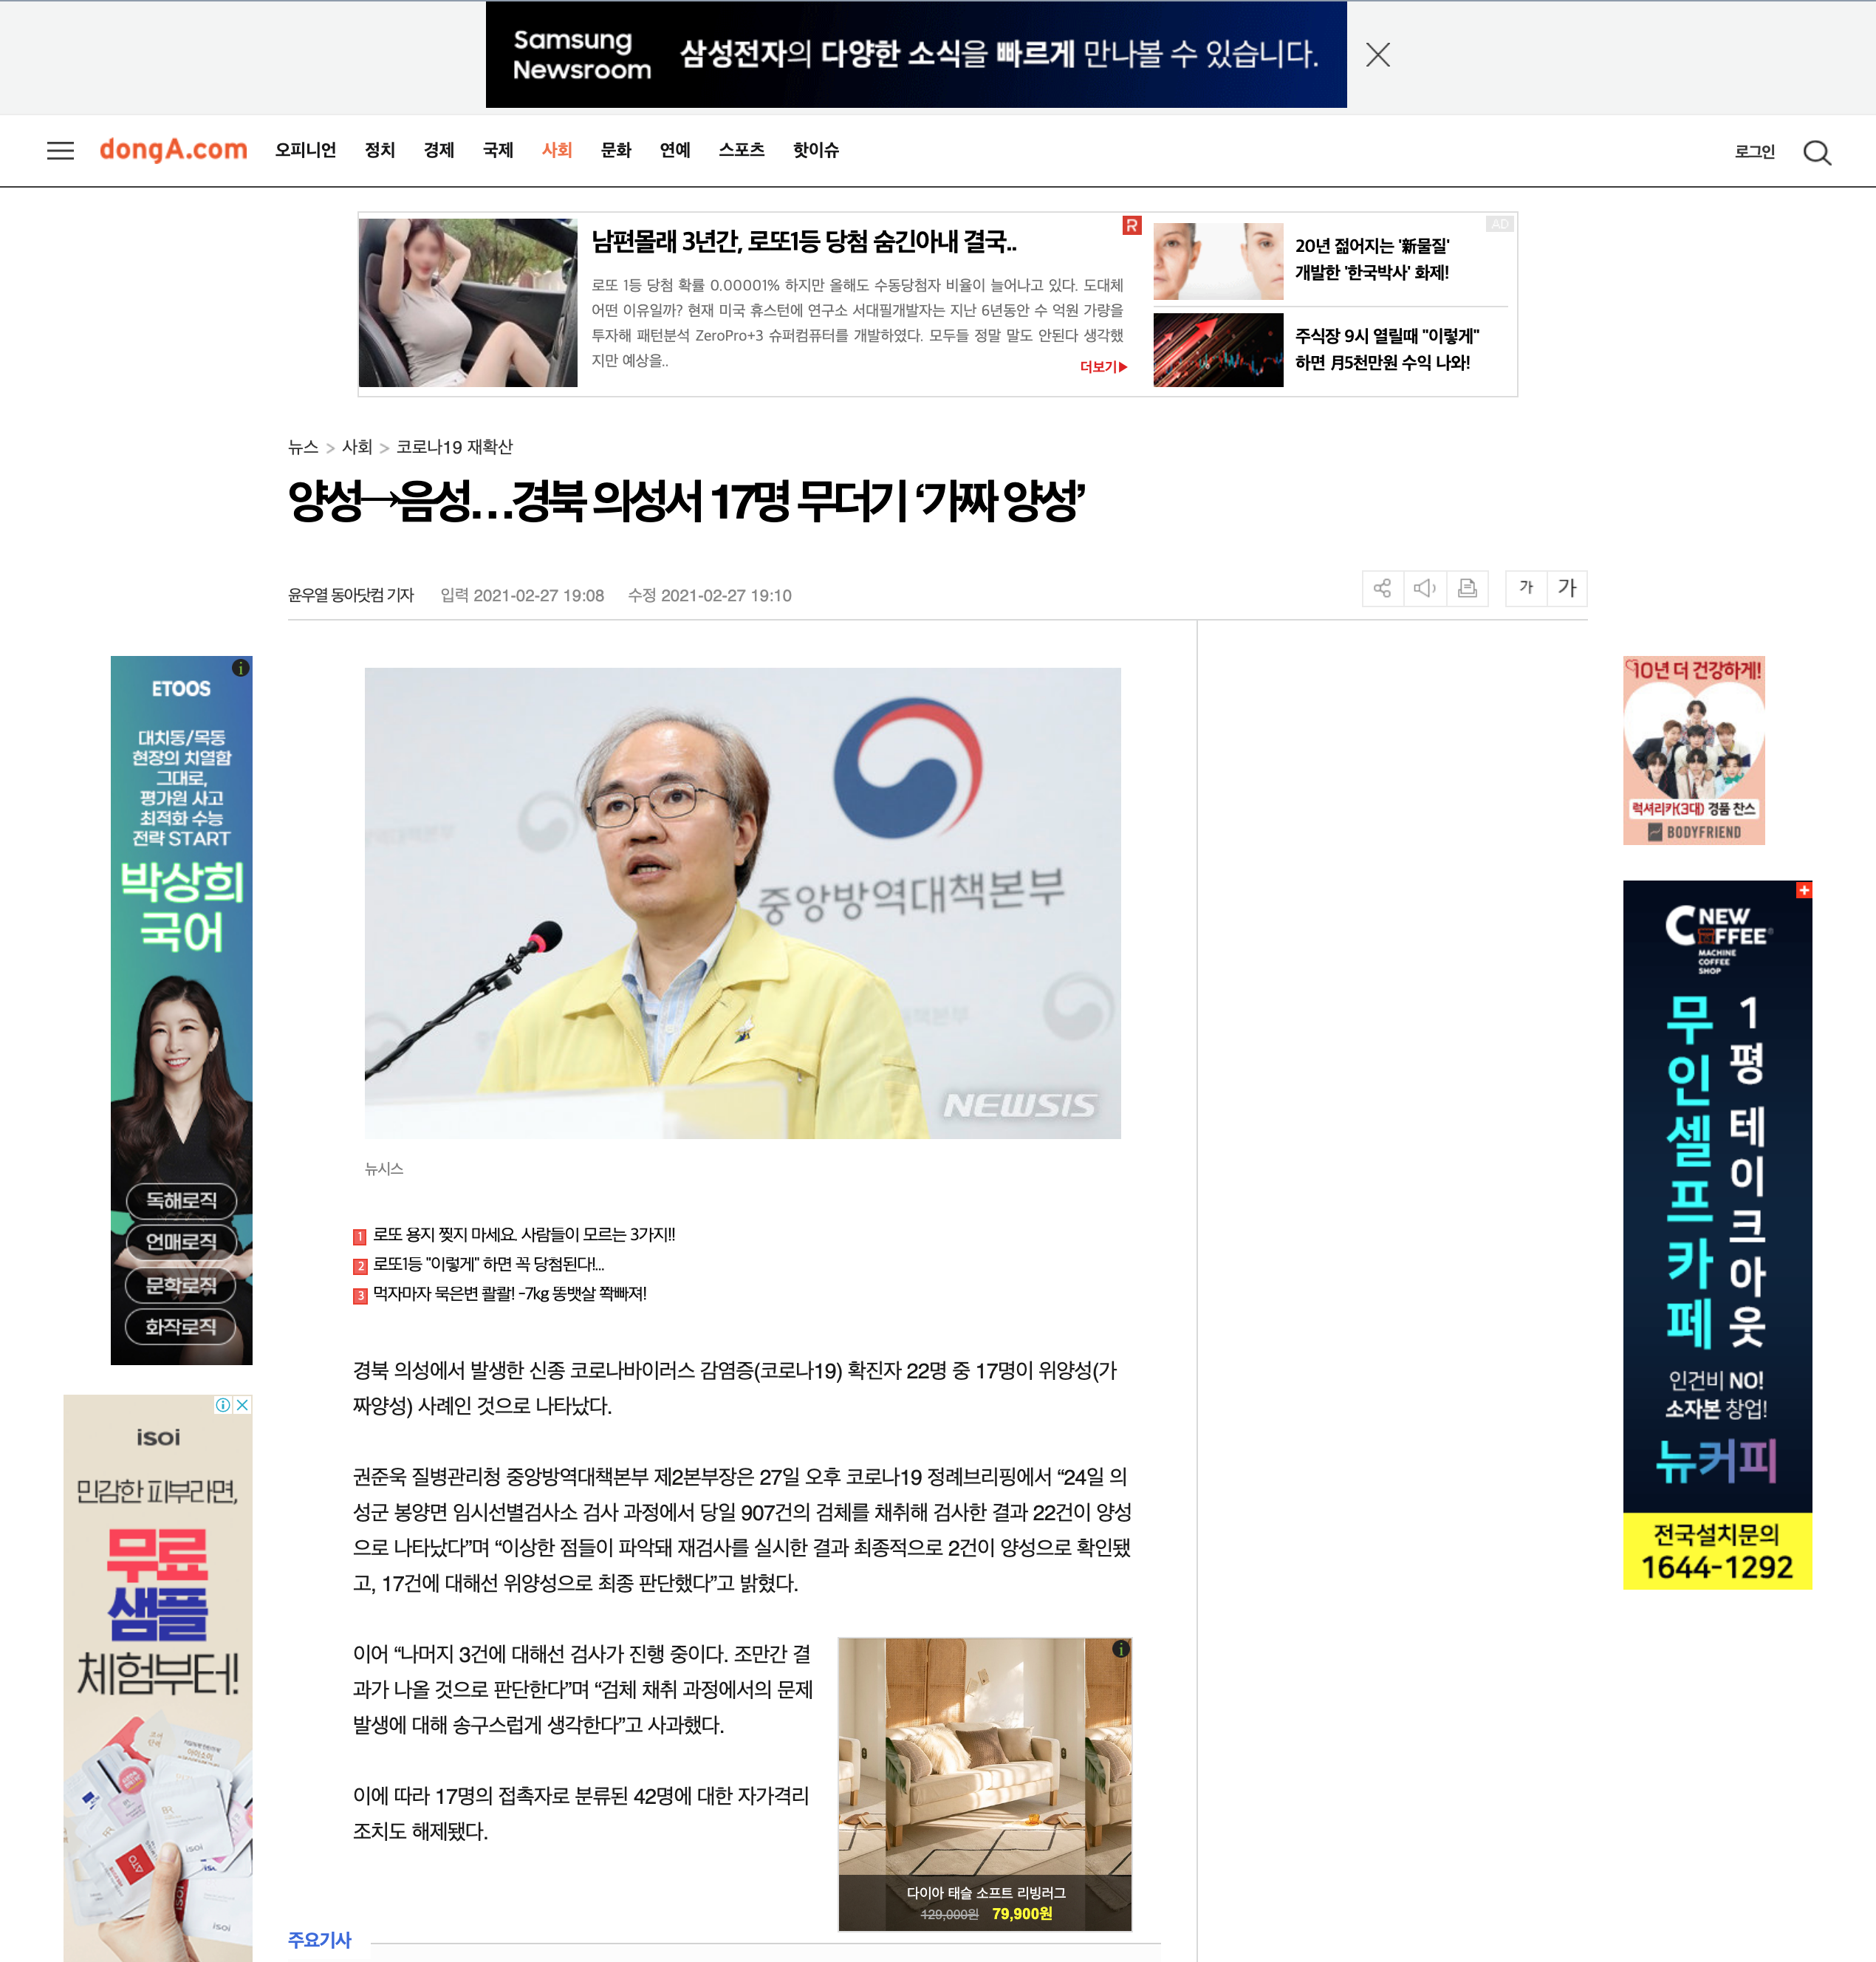 Samsung
Newsroom
삼성전자의 다양한 소식을 빠르게 만나볼 수 있습니다.
dongA.com 오피니언 정치 경제 국제 사회 문화 연예 스포츠 핫이슈 로그인
남편몰래 3년간, 로또1등 당첨 숨긴아내 결국..
R
로또 1등 당첨 확률 0.00001% 하지만 올해도 수동당첨자 비율이 늘어나고 있다. 도대체
어떤 이유일까? 현재 미국 휴스턴에 연구소 서대필개발자는 지난 6년동안 수 억원 가량을
투자해 패턴분석 ZeroPro+3 슈퍼컴퓨터를 개발하였다. 모두들 정말 말도 안된다 생각했
지만 예상을..
더보기▶
AD
20년 젊어지는 '新물질'
개발한 '한국박사' 화제!
주식장 9시 열릴때 "이렇게"
하면 月5천만원 수익 나와!
뉴스 > 사회 > 코로나19 재확산
양성→음성…경북 의성서 17명 무더기 ‘가짜 양성’
윤우열 동아닷컴 기자 입력 2021-02-27 19:08 수정 2021-02-27 19:10
가 가
중앙방역대책본부
NEWSIS
뉴시스
1 로또 용지 찢지 마세요. 사람들이 모르는 3가지!!
2 로또1등 "이렇게" 하면 꼭 당첨된다!...
3 먹자마자 묵은변 콸콸! -7kg 똥뱃살 쫙빠져!
경북 의성에서 발생한 신종 코로나바이러스 감염증(코로나19) 확진자 22명 중 17명이 위양성(가
짜양성) 사례인 것으로 나타났다.
권준욱 질병관리청 중앙방역대책본부 제2본부장은 27일 오후 코로나19 정례브리핑에서 “24일 의
성군 봉양면 임시선별검사소 검사 과정에서 당일 907건의 검체를 채취해 검사한 결과 22건이 양성
으로 나타났다”며 “이상한 점들이 파악돼 재검사를 실시한 결과 최종적으로 2건이 양성으로 확인됐
고, 17건에 대해선 위양성으로 최종 판단했다”고 밝혔다.
이어 “나머지 3건에 대해선 검사가 진행 중이다. 조만간 결
과가 나올 것으로 판단한다”며 “검체 채취 과정에서의 문제
발생에 대해 송구스럽게 생각한다”고 사과했다.
이에 따라 17명의 접촉자로 분류된 42명에 대한 자가격리
조치도 해제됐다.
다이아 태슬 소프트 리빙러그
129,000원 79,900원
주요기사
ETOOS
대치동/목동
현장의 치열함
그대로,
평가원 사고
최적화 수능
전략 START
박상희
국어
독해로직
언매로직
문학로직
화작로직
isoi
민감한 피부라면,
무료
샘플
체험부터!
isoi
isoi
10년 더 건강하게!
럭셔리카(3대) 경품 찬스
BODYFRIEND
NEW
COFFEE
MACHINE
COFFEE
SHOP
1평 테이크아웃
무인셀프카페
인건비 NO!
소자본 창업!
뉴커피
전국설치문의
1644-1292